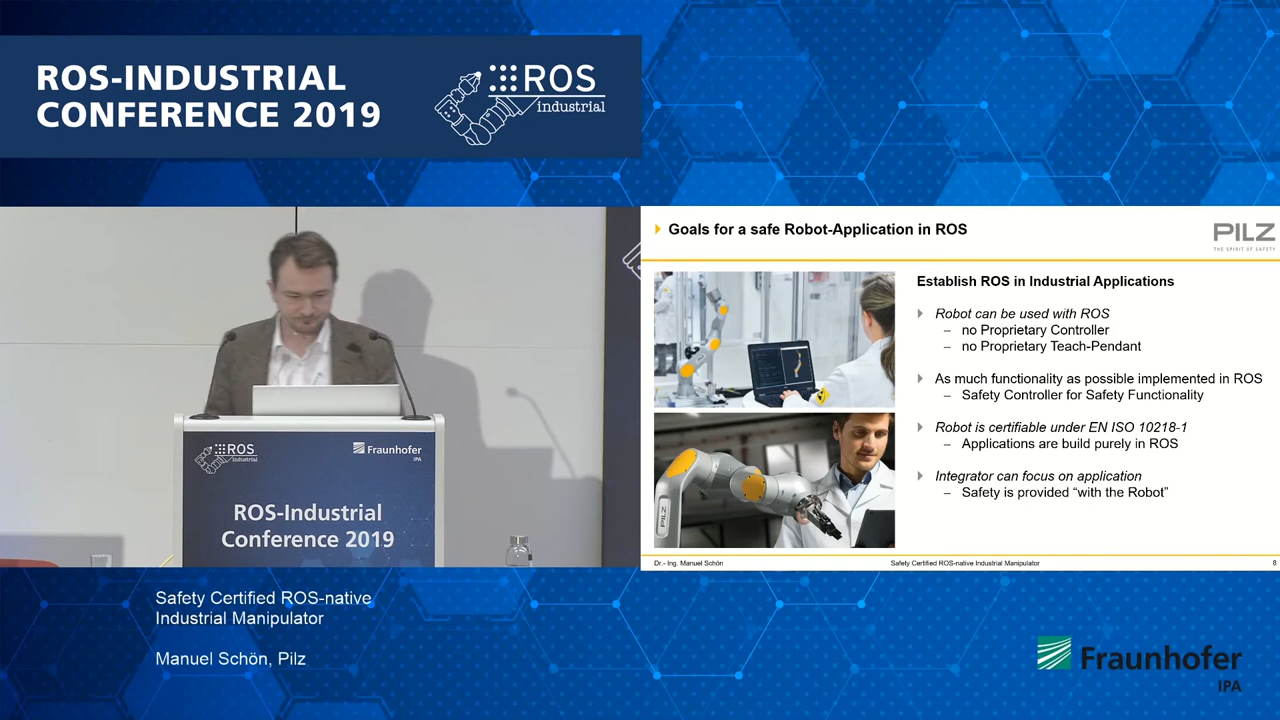 ROS-INDUSTRIAL
CONFERENCE 2019
ROS
industrial
Goals for a safe Robot-Application in ROS
PILZ
THE SPIRIT OF SAFETY
Establish ROS in Industrial Applications
Robot can be used with ROS
– no Proprietary Controller
– no Proprietary Teach-Pendant
As much functionality as possible implemented in ROS
– Safety Controller for Safety Functionality
Robot is certifiable under EN ISO 10218-1
– Applications are build purely in ROS
Integrator can focus on application
– Safety is provided “with the Robot”
PILZ
Dr.- Ing. Manuel Schön
Safety Certified ROS-native Industrial Manipulator
8
ROS
industrial
Fraunhofer
IPA
ROS-Industrial
Conference 2019
Safety Certified ROS-native
Industrial Manipulator
Manuel Schön, Pilz
Fraunhofer
IPA